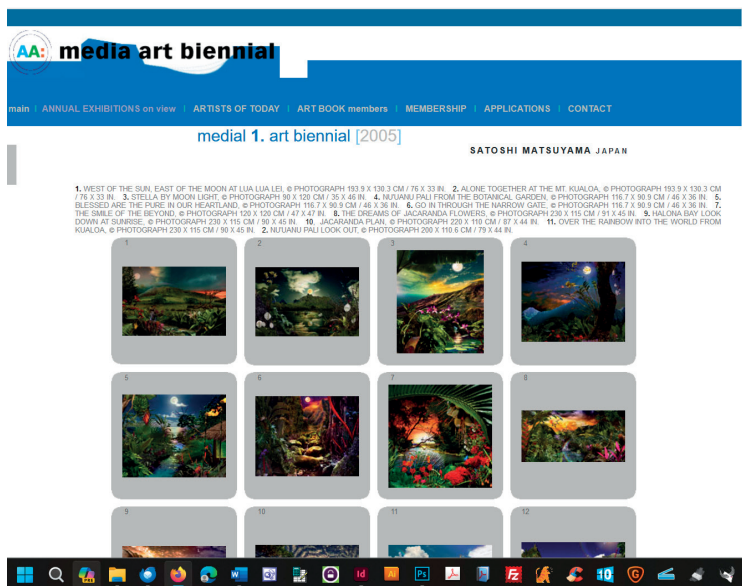 AA: media art biennial
main | ANNUAL EXHIBITIONS on view | ARTISTS OF TODAY | ART BOOK members | MEMBERSHIP | APPLICATIONS | CONTACT
medial 1. art biennial [2005]
SATOSHI MATSUYAMA JAPAN
1. WEST OF THE SUN, EAST OF THE MOON AT LUA LUA LEI, © PHOTOGRAPH 193.9 X 130.3 CM / 76 X 33 IN. 2. ALONE TOGETHER AT THE MT. KUALOA, © PHOTOGRAPH 193.9 X 130.3 CM
/ 76 X 33 IN. 3. STELLA BY MOON LIGHT, © PHOTOGRAPH 90 X 120 CM / 35 X 46 IN. 4. NU'UANU PALI FROM THE BOTANICAL GARDEN, © PHOTOGRAPH 116.7 X 90.9 CM / 46 X 36 IN. 5.
BLESSED ARE THE PURE IN OUR HEARTLAND, © PHOTOGRAPH 116.7 X 90.9 CM / 46 X 36 IN. 6. GO IN THROUGH THE NARROW GATE, © PHOTOGRAPH 116.7 X 90.9 CM / 46 X 36 IN. 7.
THE SMILE OF THE BEYOND, © PHOTOGRAPH 120 X 120 CM / 47 X 47 IN. 8. THE DREAMS OF JACARANDA FLOWERS, © PHOTOGRAPH 230 X 115 CM / 91 X 45 IN. 9. HALONA BAY LOOK
DOWN AT SUNRISE, © PHOTOGRAPH 230 X 115 CM / 90 X 45 IN. 10. JACARANDA PLAN, © PHOTOGRAPH 220 X 110 CM / 87 X 44 IN. 11. OVER THE RAINBOW INTO THE WORLD FROM
KUALOA, © PHOTOGRAPH 230 X 115 CM / 90 X 45 IN. 2. NU'UANU PALI LOOK OUT, © PHOTOGRAPH 200 X 110.6 CM / 79 X 44 IN.
1 2 3 4
5 6 7 8
9 10 11 12
W Id Ai Ps Fz G